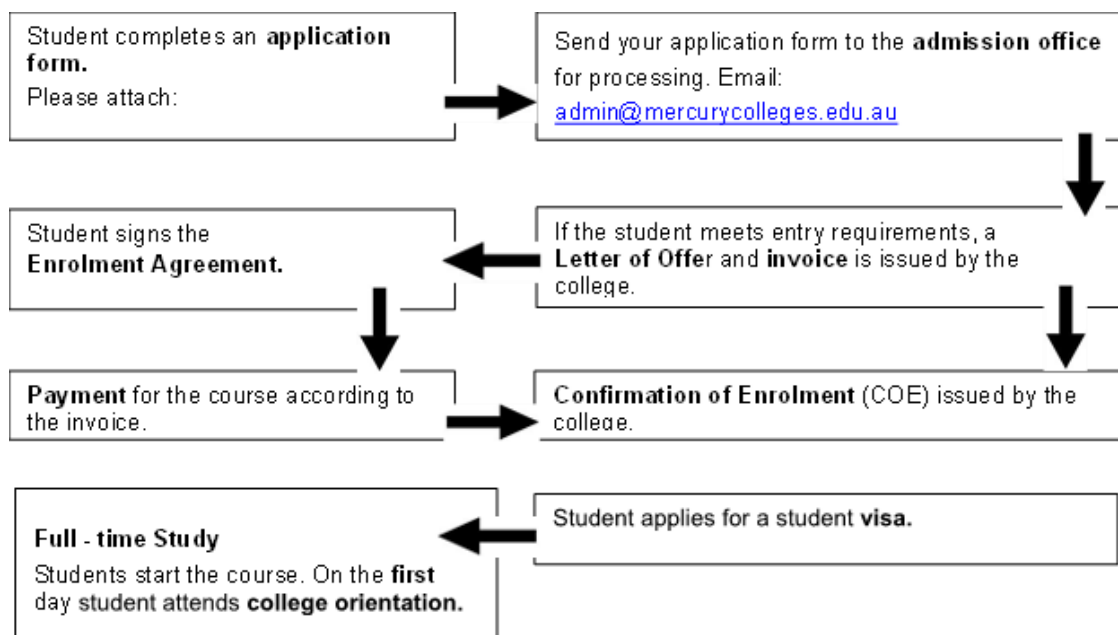 Student completes an application
form.
Please attach:
Send your application form to the admission office
for processing. Email:
admin@mercurycolleges.edu.au
If the student meets entry requirements, a
Letter of Offer and invoice is issued by the
college.
Student signs the
Enrolment Agreement.
Payment for the course according to
the invoice.
Confirmation of Enrolment (COE) issued by the
college.
Student applies for a student visa.
Full - time Study
Students start the course. On the first
day student attends college orientation.